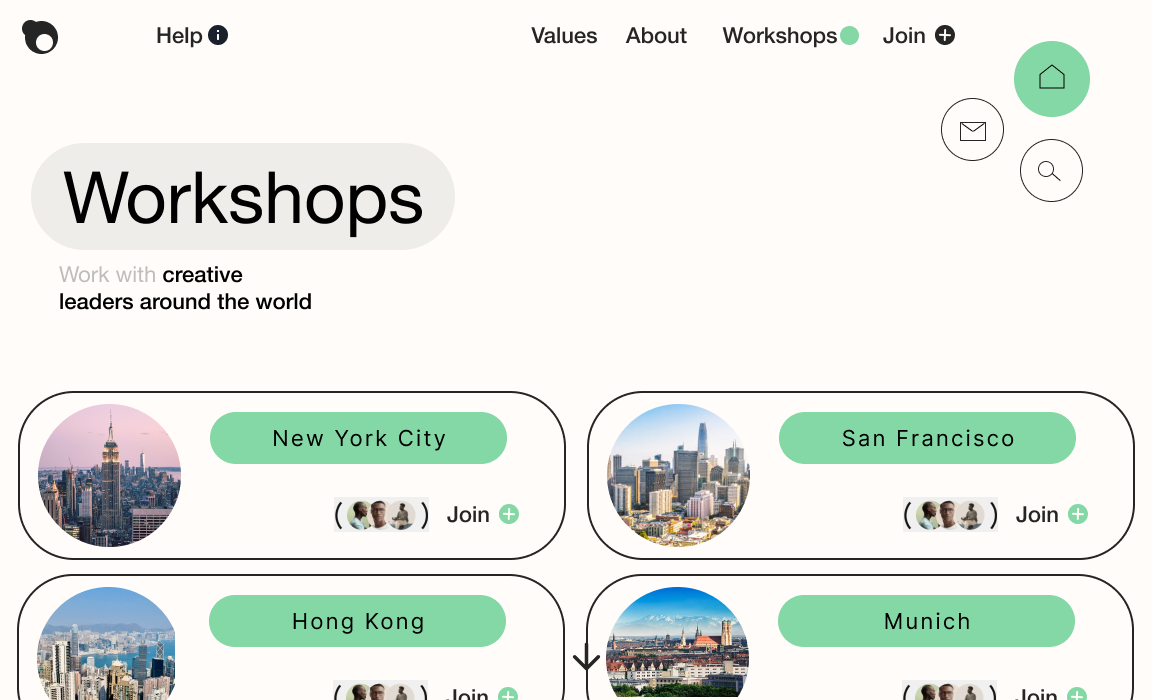 Help i
Values About Workshops Join +
Workshops
Work with creative
leaders around the world
New York City
San Francisco
( ) Join +
( ) Join +
Hong Kong
Munich
( ) Join +
( ) Join +